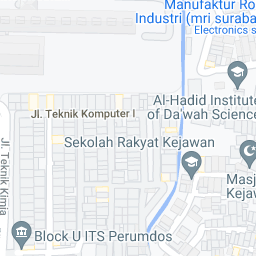 Manufaktur Ro
Industri (mri suraba
Electronics s
Al-Hadid Institute
of Da'wah Science
Jl. Teknik Komputer I
Sekolah Rakyat Kejawan
Masj
Kejaw
Jl. Teknik Kimia
Block U ITS Perumdos